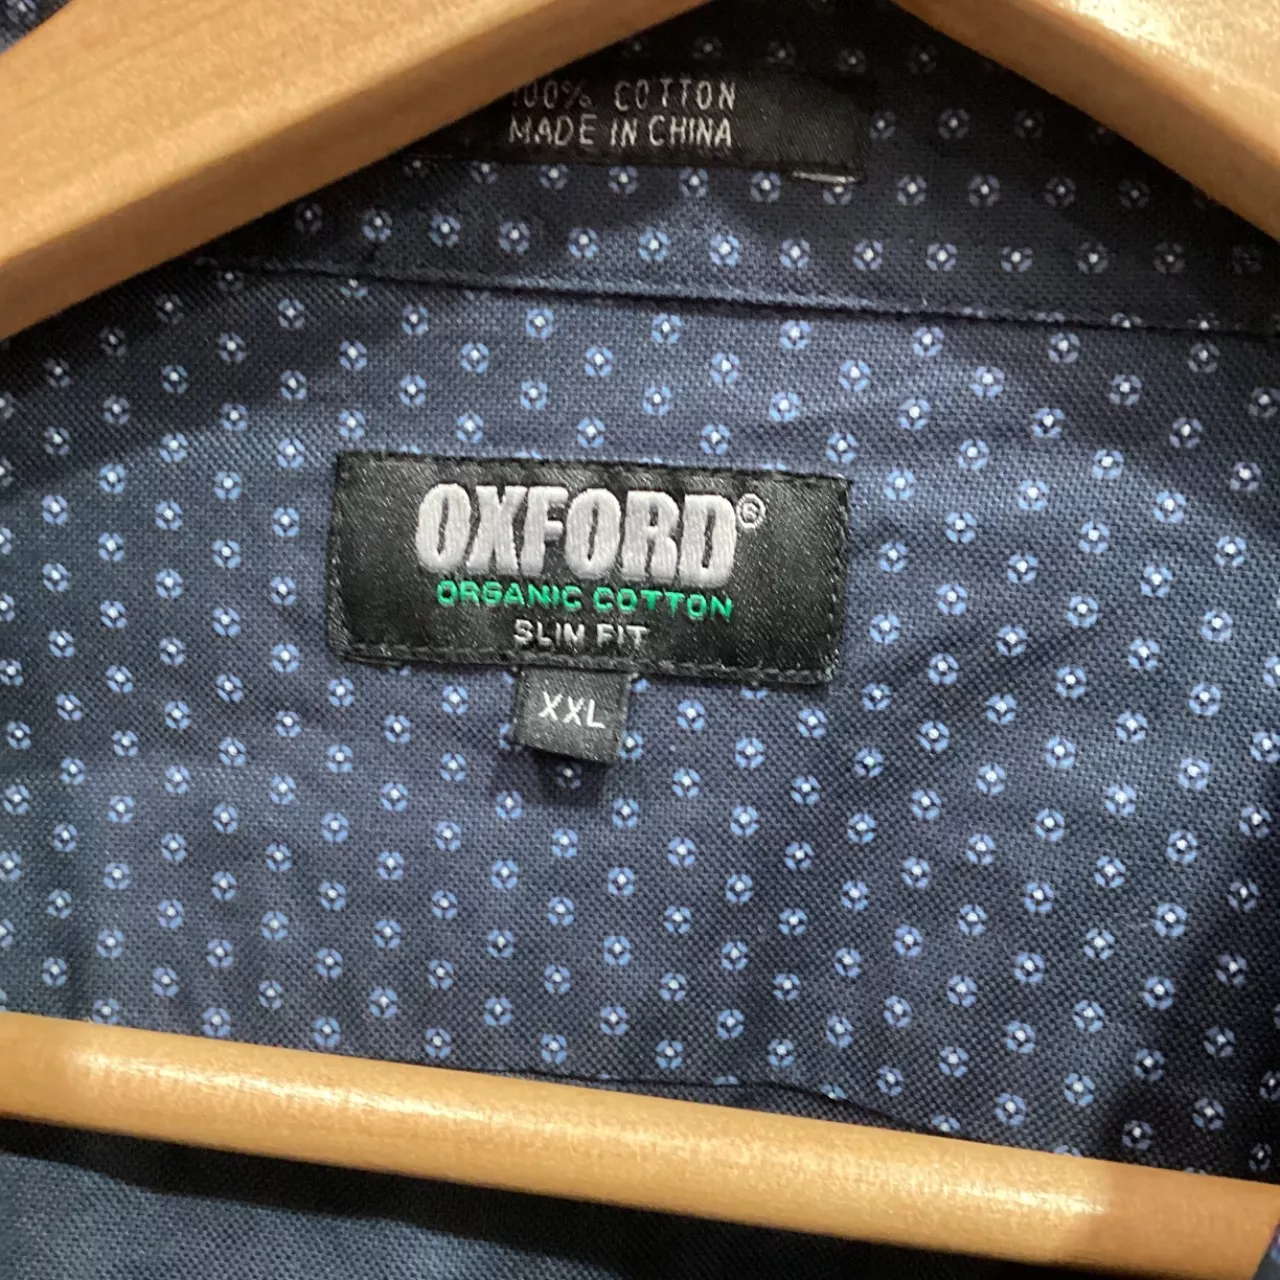 100% COTTON
MADE IN CHINA
OXFORD®
ORGANIC COTTON
SLIM FIT
XXL